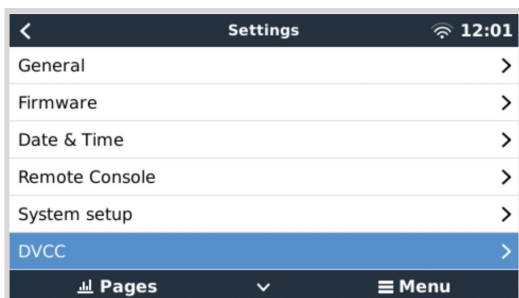 Settings 12:01
General
Firmware
Date & Time
Remote Console
System setup
DVCC
Pages Menu